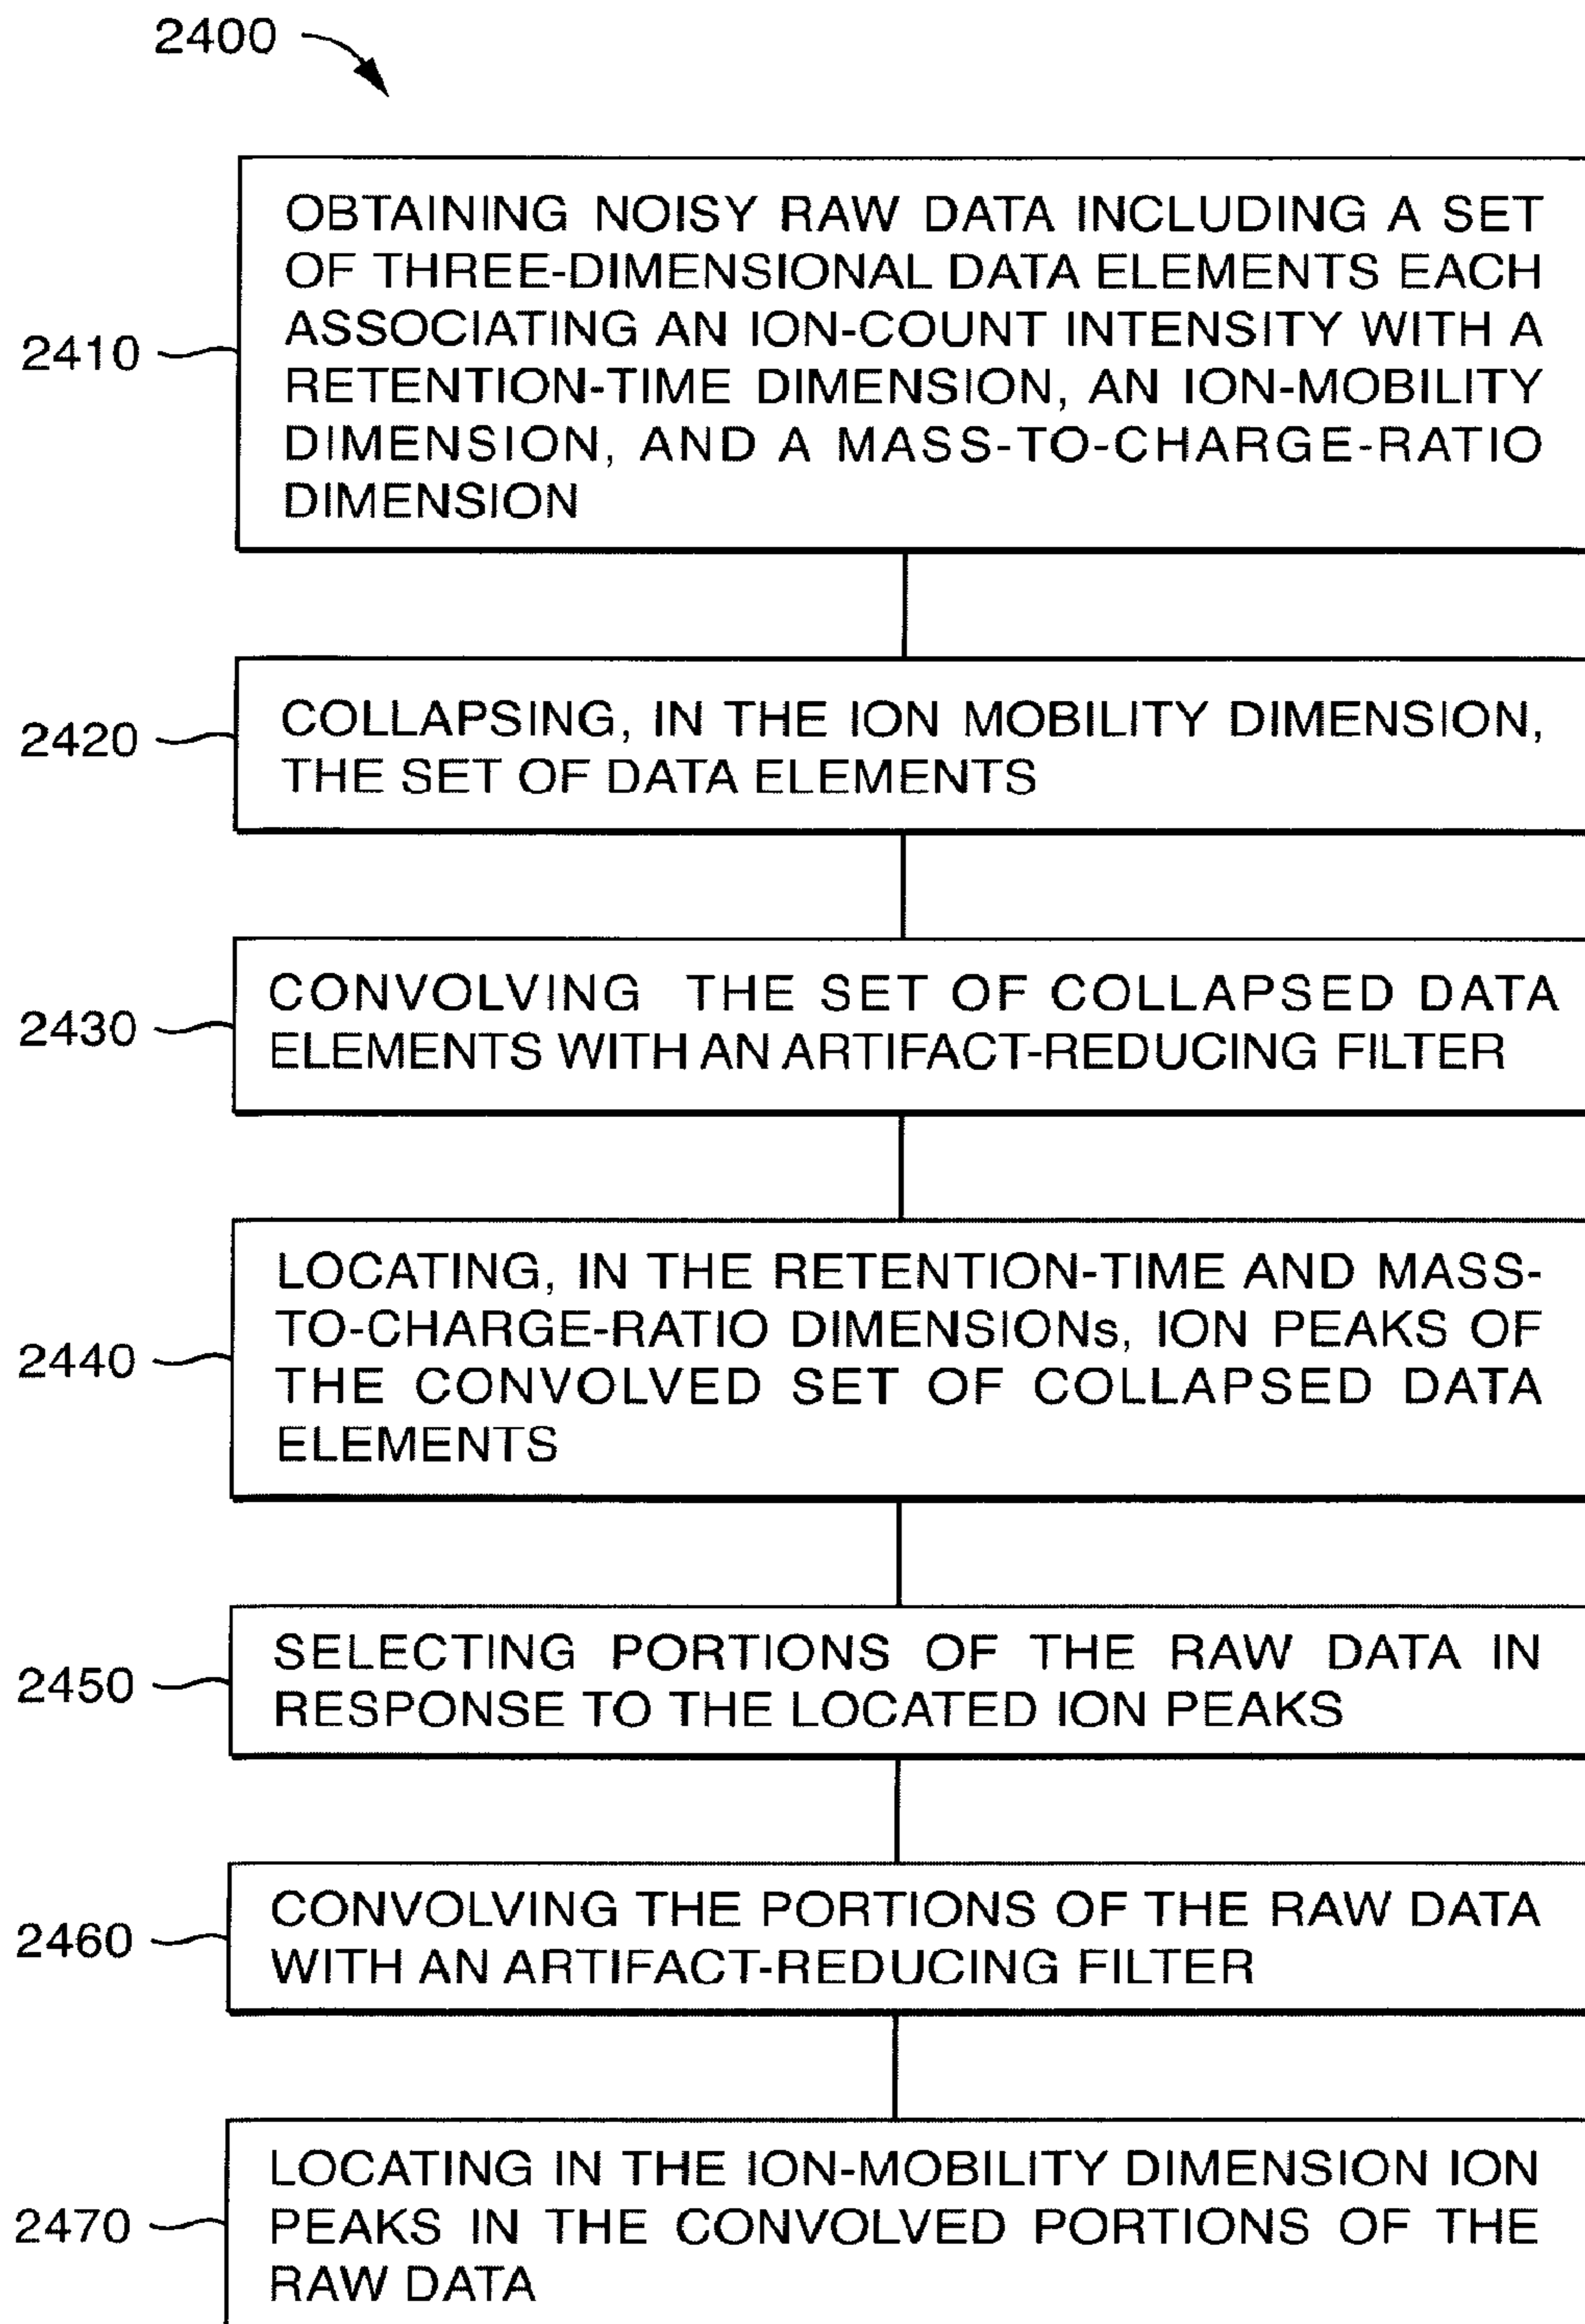 2400
OBTAINING NOISY RAW DATA INCLUDING A SET
OF THREE-DIMENSIONAL DATA ELEMENTS EACH
ASSOCIATING AN ION-COUNT INTENSITY WITH A
2410
RETENTION-TIME DIMENSION, AN ION-MOBILITY
DIMENSION, AND A MASS-TO-CHARGE-RATIO
DIMENSION
2420
COLLAPSING, IN THE ION MOBILITY DIMENSION,
THE SET OF DATA ELEMENTS
2430
CONVOLVING THE SET OF COLLAPSED DATA
ELEMENTS WITH AN ARTIFACT-REDUCING FILTER
2440
LOCATING, IN THE RETENTION-TIME AND MASS-
TO-CHARGE-RATIO DIMENSIONs, ION PEAKS OF
THE CONVOLVED SET OF COLLAPSED DATA
ELEMENTS
2450
SELECTING PORTIONS OF THE RAW DATA IN
RESPONSE TO THE LOCATED ION PEAKS
2460
CONVOLVING THE PORTIONS OF THE RAW DATA
WITH AN ARTIFACT-REDUCING FILTER
2470
LOCATING IN THE ION-MOBILITY DIMENSION ION
PEAKS IN THE CONVOLVED PORTIONS OF THE
RAW DATA